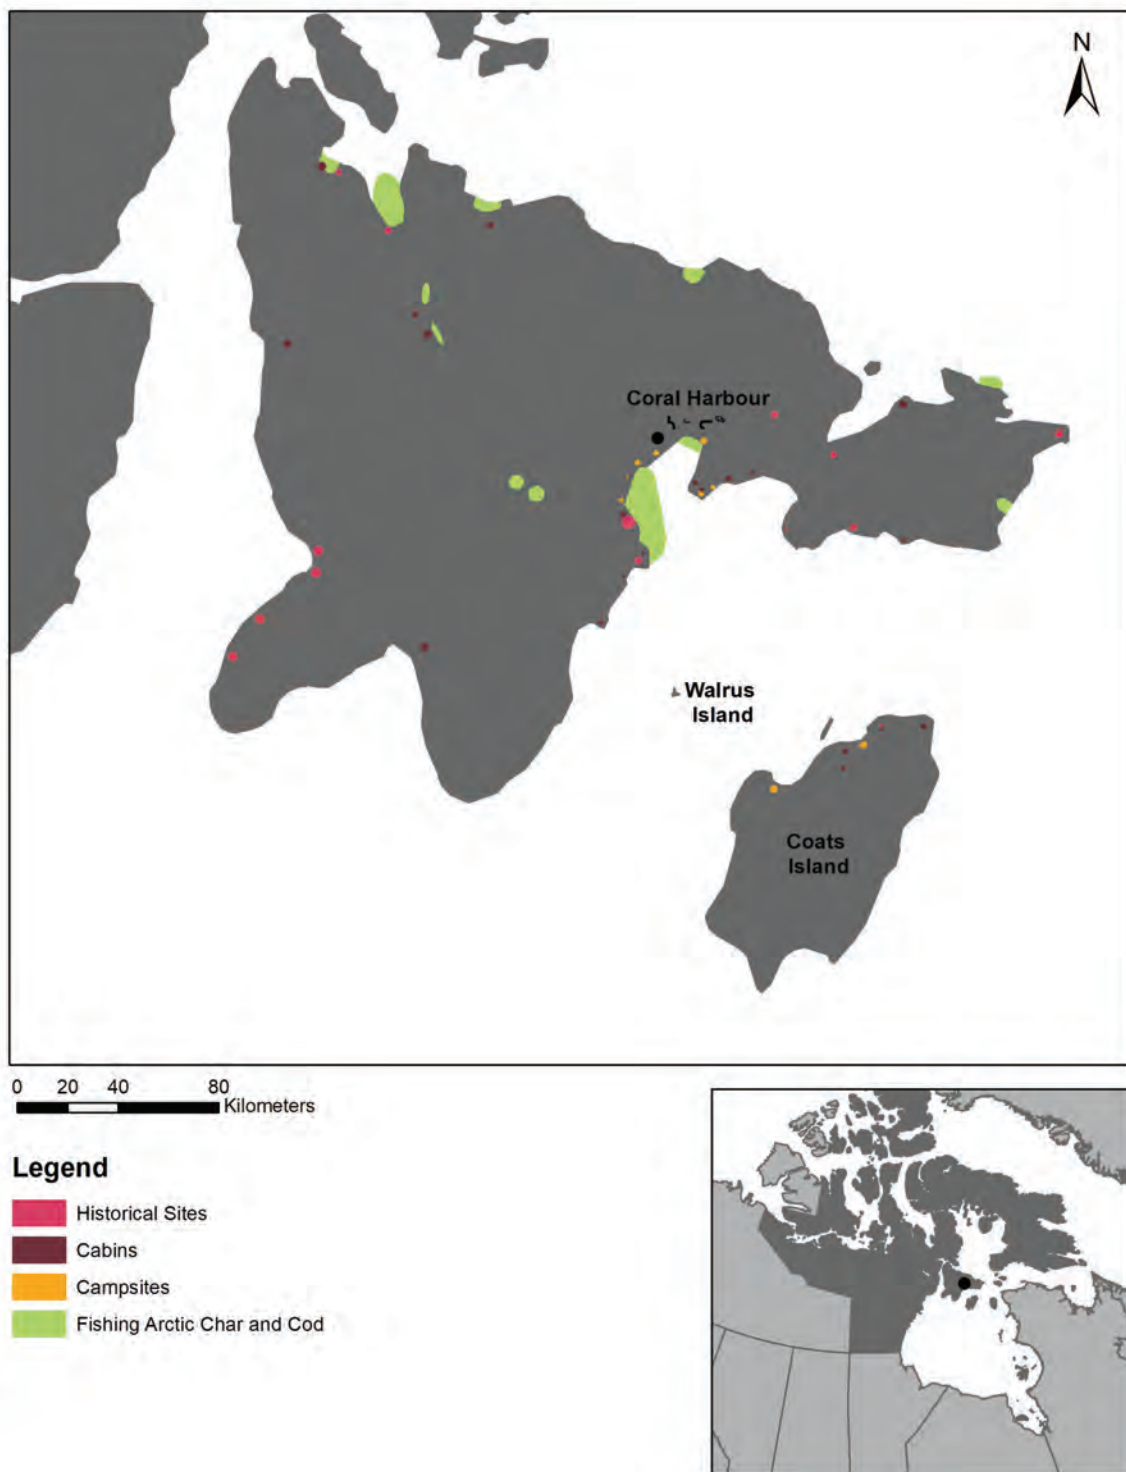 N
Coral Harbour
Walrus
Island
Coats
Island
0 20 40 80
Kilometers
Legend
Historical Sites
Cabins
Campsites
Fishing Arctic Char and Cod